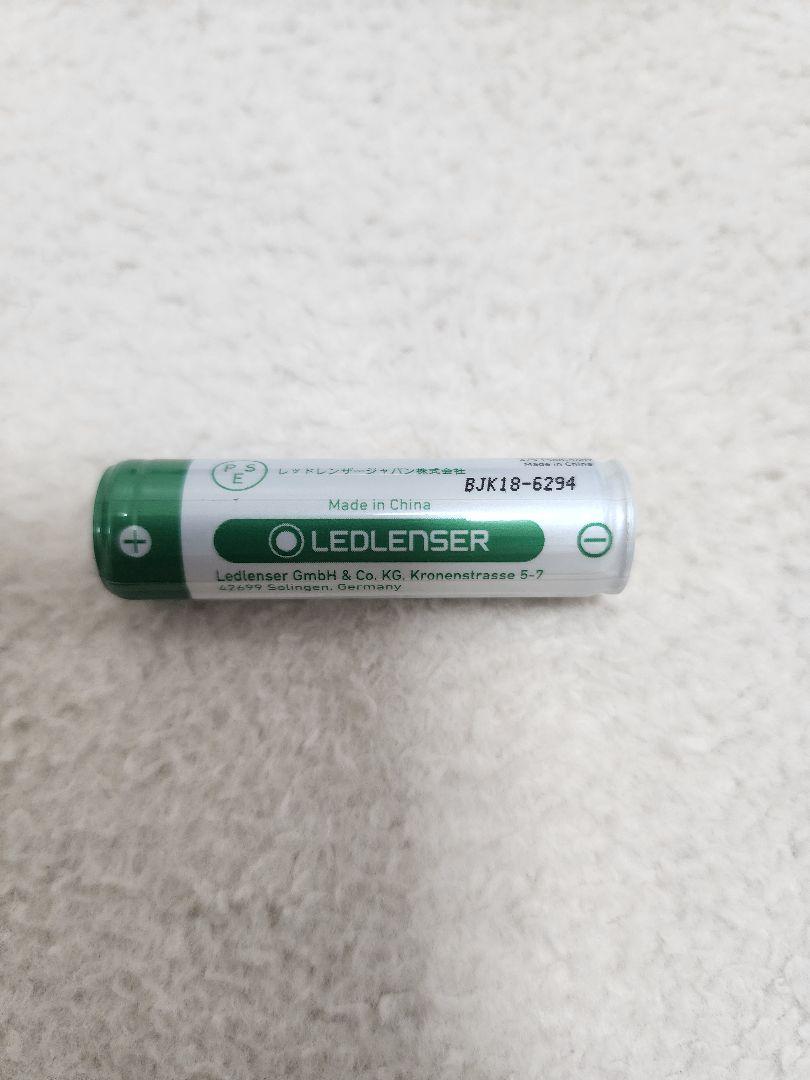 PSE
レッドレンザージャパン株式会社
Made in China
BJK18-6294
Made in China
LEDLENSER
Ledlenser GmbH & Co. KG, Kronenstrasse 5-7
42699 Solingen, Germany